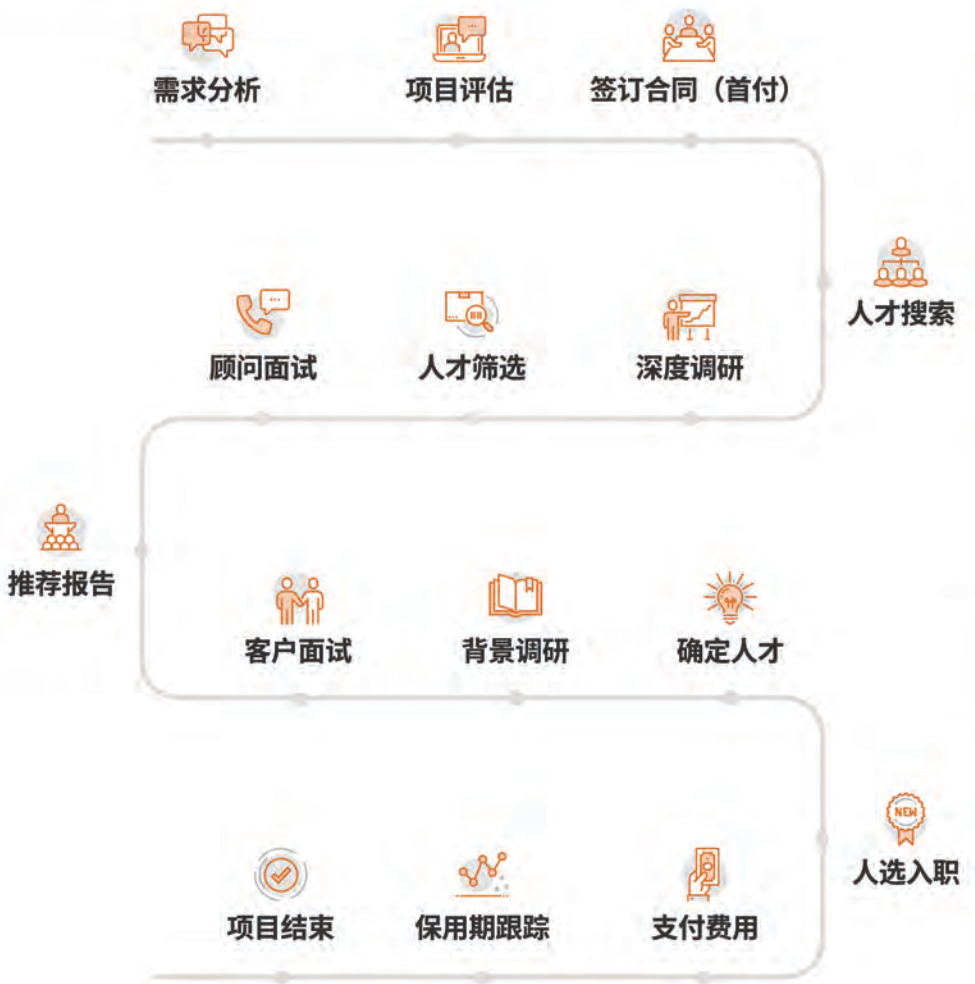 需求分析
项目评估
签订合同（首付）
人才搜索
深度调研
人才筛选
顾问面试
推荐报告
客户面试
背景调研
确定人才
NEW
人选入职
支付费用
保用期跟踪
项目结束